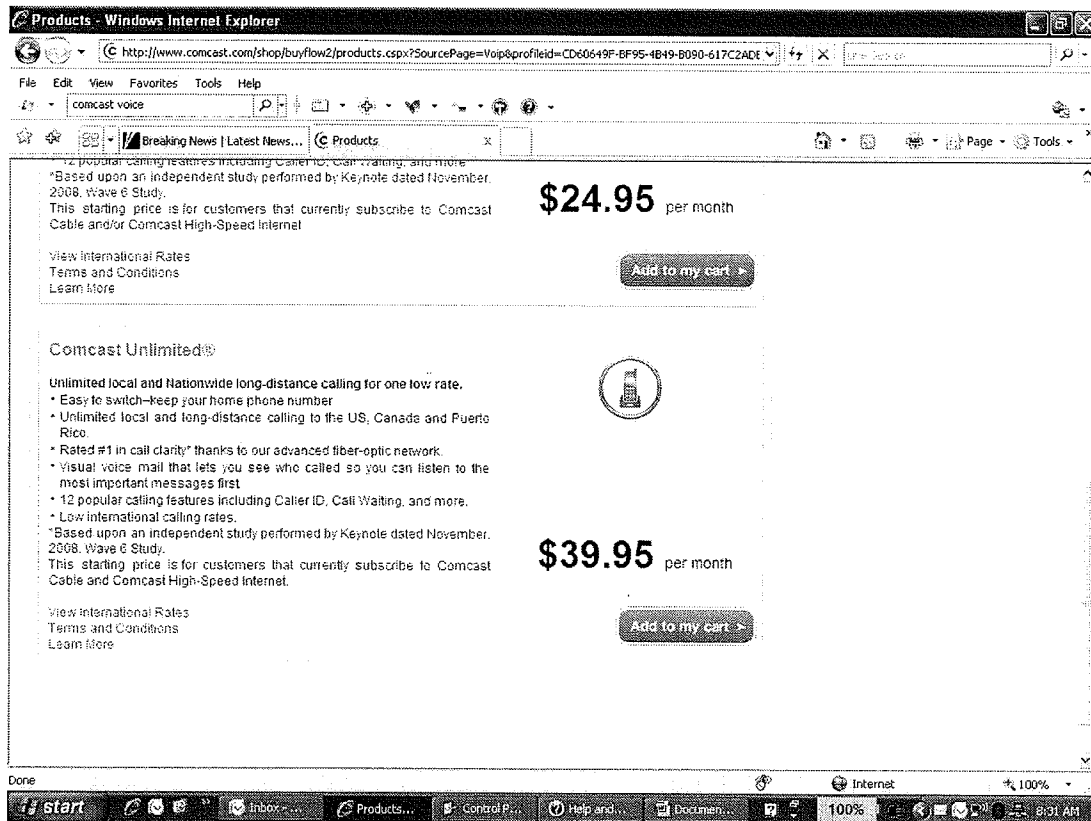 Products - Windows Internet Explorer
http://www.comcast.com/shop/buyflow2/products.cspx?SourcePage=Voip&profileid=CD60649F-BF95-4B49-B090-617C2ADE
File Edit View Favorites Tools Help
comcast voice
Breaking News | Latest News... Products x
Page Tools
• 12 popular calling features including Caller ID, Call Waiting, and more
*Based upon an independent study performed by Keynote dated November, 2008, Wave 6 Study.
This starting price is for customers that currently subscribe to Comcast
Cable and/or Comcast High-Speed Internet
$24.95 per month
View International Rates
Terms and Conditions
Learn More
Add to my cart
Comcast Unlimited®
Unlimited local and Nationwide long-distance calling for one low rate.
• Easy to switch–keep your home phone number
• Unlimited local and long-distance calling to the US, Canada and Puerto
Rico.
• Rated #1 in call clarity* thanks to our advanced fiber-optic network.
• Visual voice mail that lets you see who called so you can listen to the
most important messages first
• 12 popular calling features including Caller ID, Call Waiting, and more.
• Low international calling rates.
*Based upon an independent study performed by Keynote dated November,
2008, Wave 6 Study.
This starting price is for customers that currently subscribe to Comcast
Cable and Comcast High-Speed Internet.
$39.95 per month
View International Rates
Terms and Conditions
Learn More
Add to my cart
Done Internet 100%
start Inbox - ... Products... Control P... Help and... Documen... 100% 8:31 AM